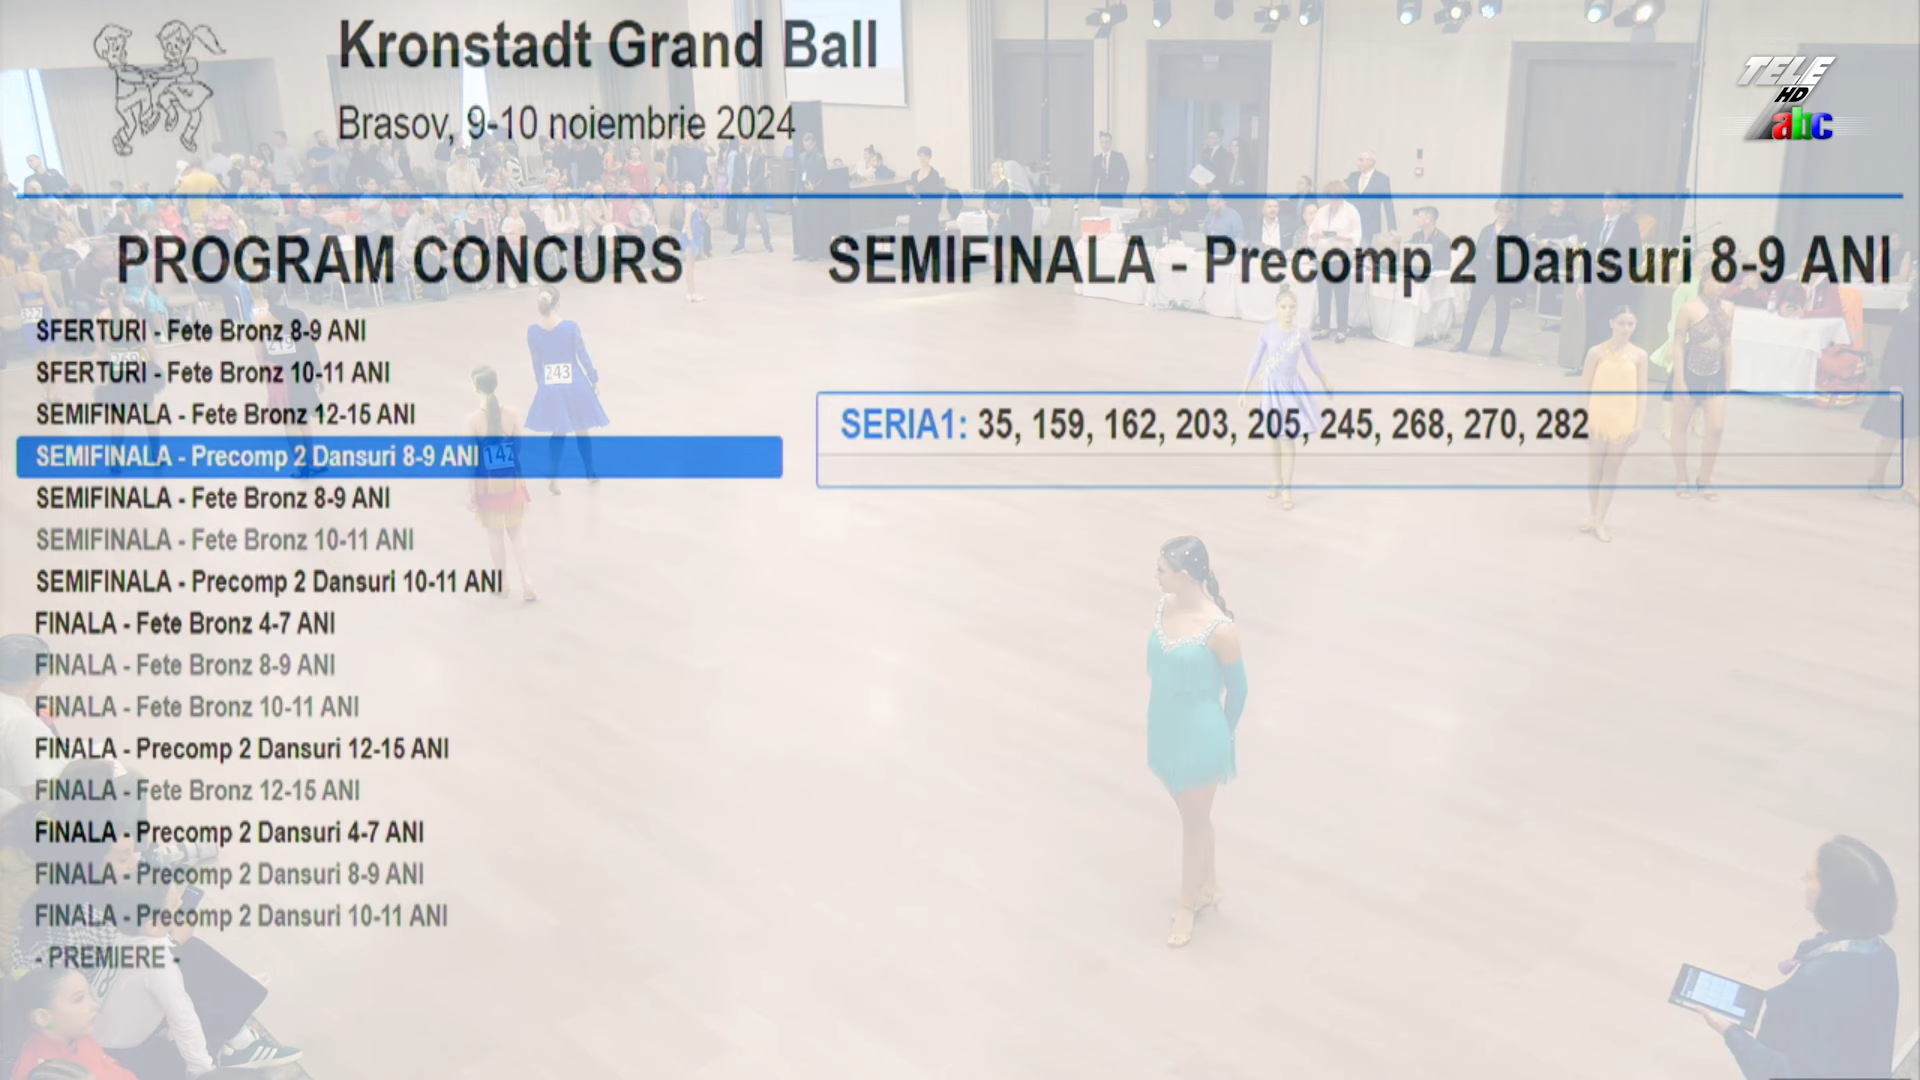 Kronstadt Grand Ball
Brasov, 9-10 noiembrie 2024
TELE
HD
abc
PROGRAM CONCURS
SFERTURI - Fete Bronz 8-9 ANI
SFERTURI - Fete Bronz 10-11 ANI
SEMIFINALA - Fete Bronz 12-15 ANI
SEMIFINALA - Precomp 2 Dansuri 8-9 ANI
SEMIFINALA - Fete Bronz 8-9 ANI
SEMIFINALA - Fete Bronz 10-11 ANI
SEMIFINALA - Precomp 2 Dansuri 10-11 ANI
FINALA - Fete Bronz 4-7 ANI
FINALA - Fete Bronz 8-9 ANI
FINALA - Fete Bronz 10-11 ANI
FINALA - Precomp 2 Dansuri 12-15 ANI
FINALA - Fete Bronz 12-15 ANI
FINALA - Precomp 2 Dansuri 4-7 ANI
FINALA - Precomp 2 Dansuri 8-9 ANI
FINALA - Precomp 2 Dansuri 10-11 ANI
- PREMIERE -
SEMIFINALA - Precomp 2 Dansuri 8-9 ANI
SERIA1: 35, 159, 162, 203, 205, 245, 268, 270, 282
243
142